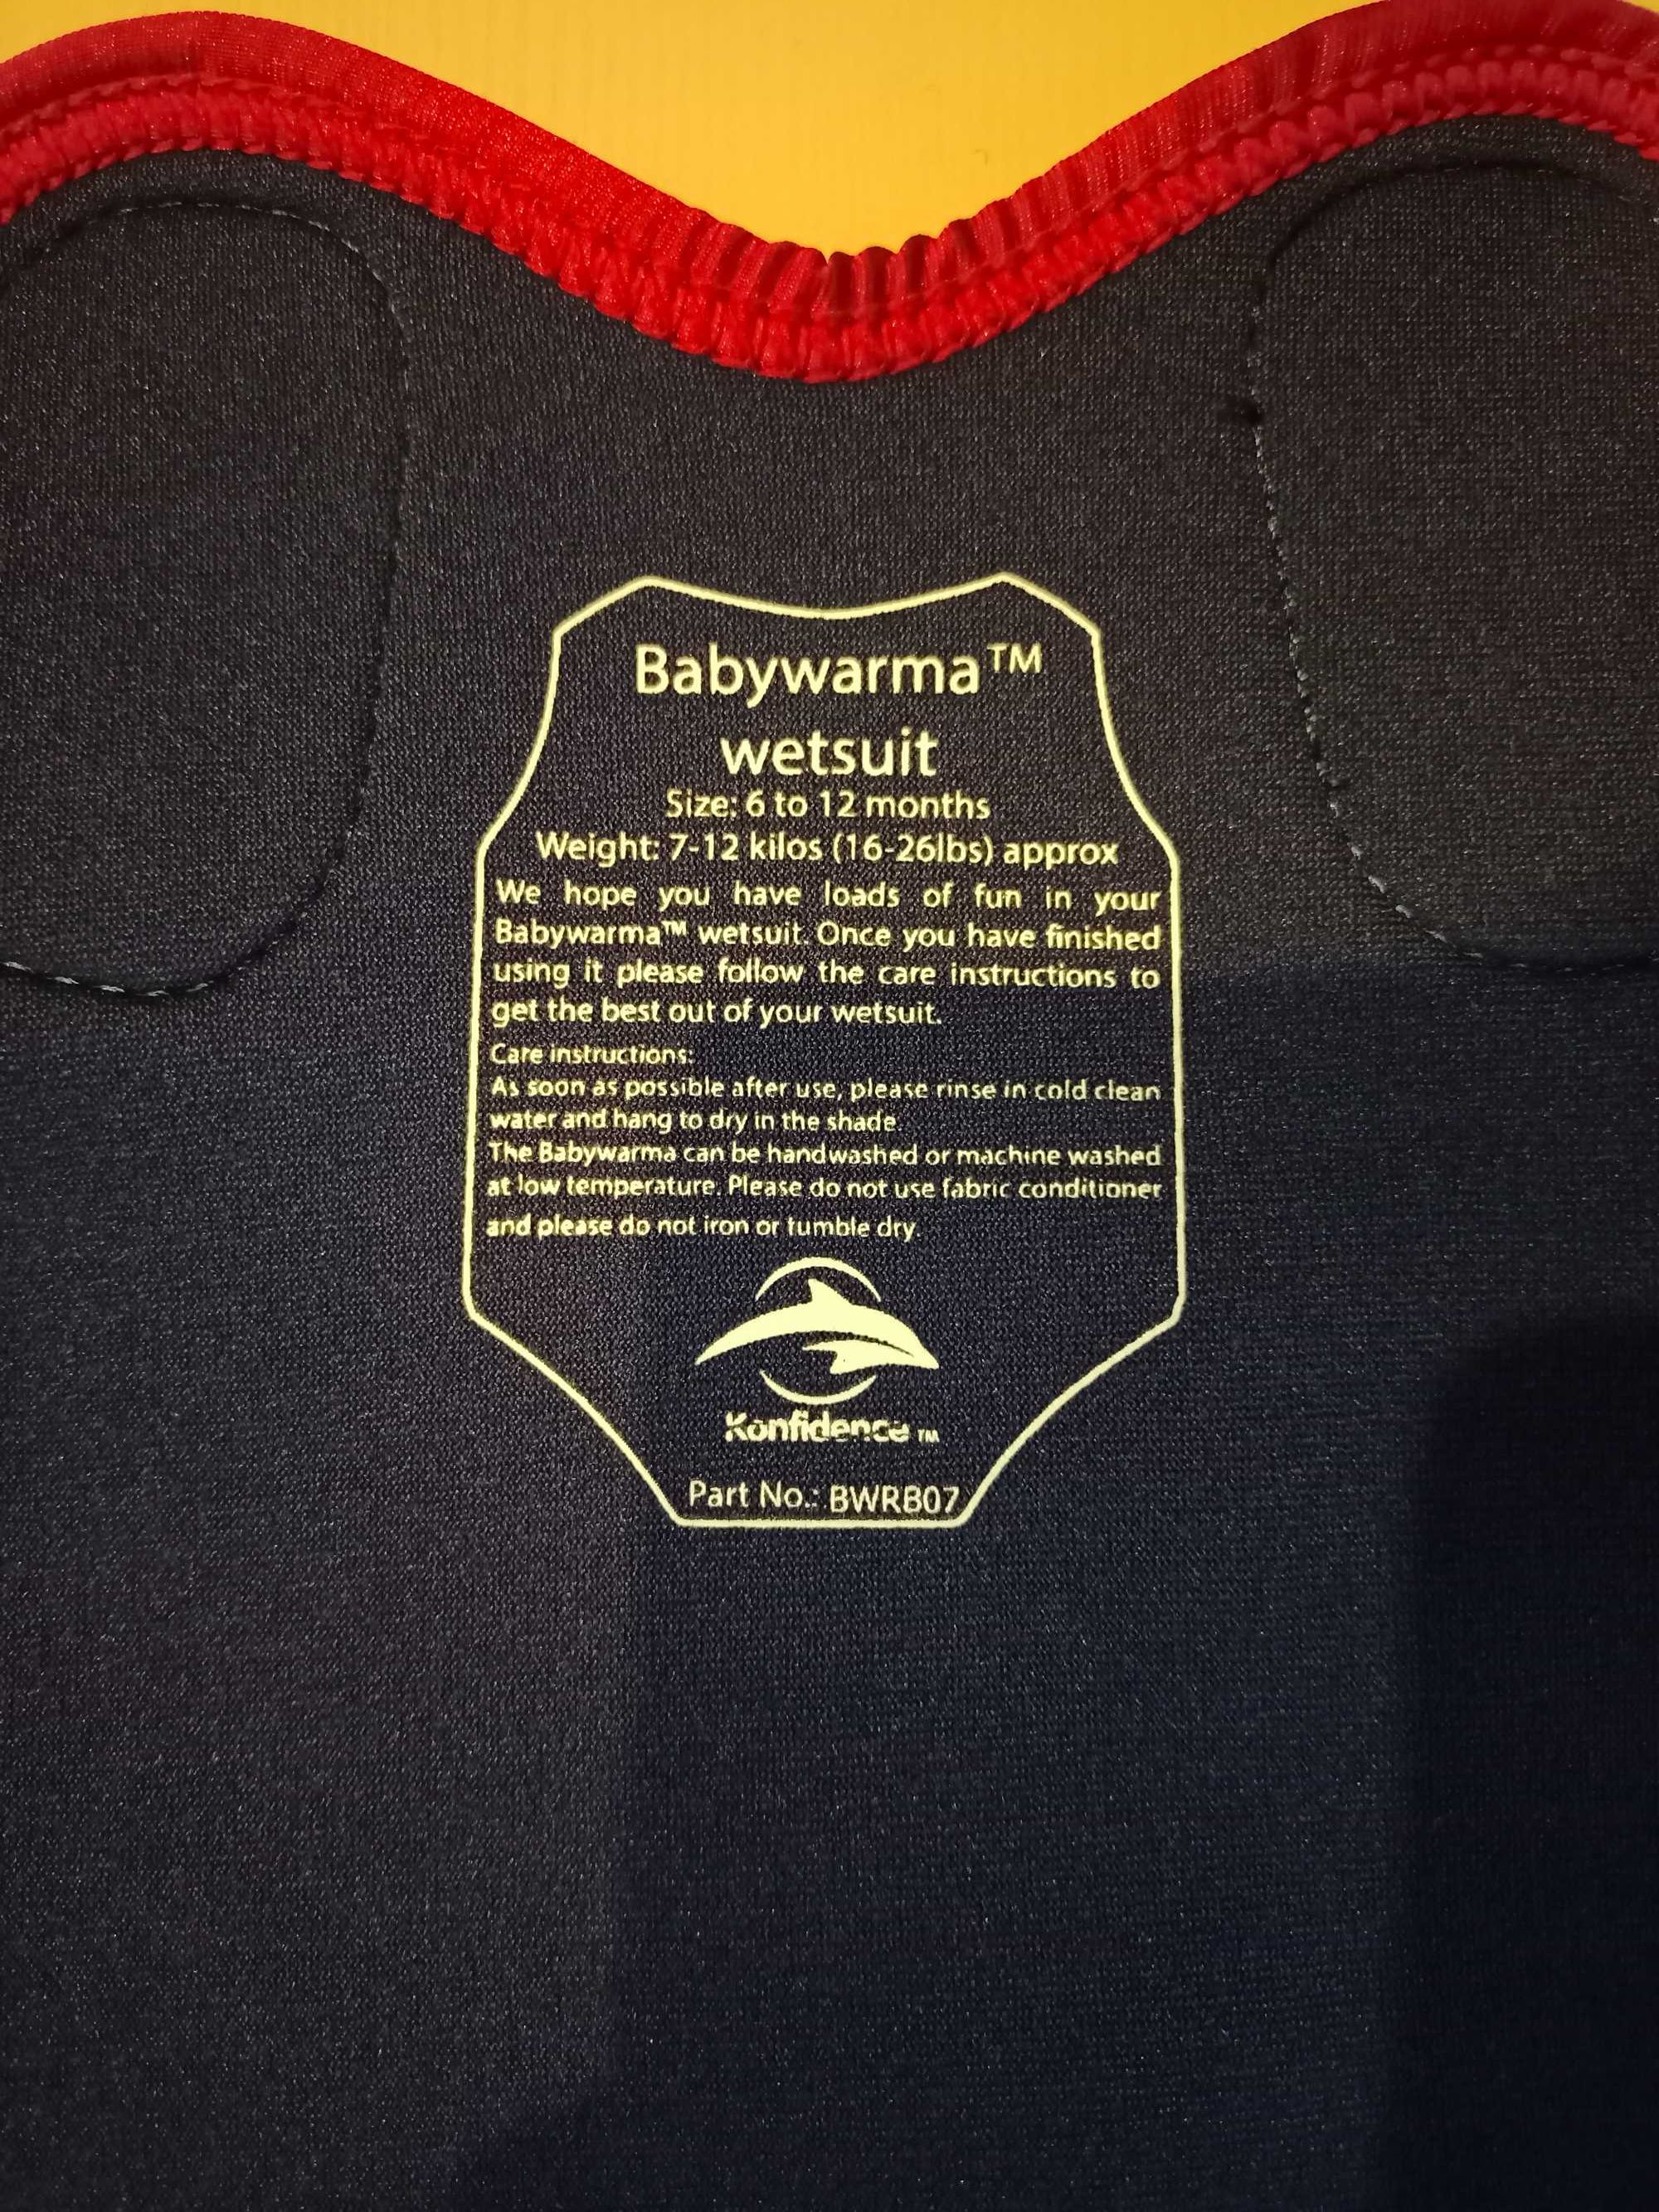 Babywarma™
wetsuit
Size: 6 to 12 months
Weight: 7-12 kilos (16-26lbs) approx
We hope you have loads of fun in your
Babywarma™ wetsuit. Once you have finished
using it please follow the care instructions to
get the best out of your wetsuit.
Care instructions:
As soon as possible after use, please rinse in cold clean
water and hang to dry in the shade.
The Babywarma can be handwashed or machine washed
at low temperature. Please do not use fabric conditioner
and please do not iron or tumble dry.
Konfidence ™
Part No.: BWRB07